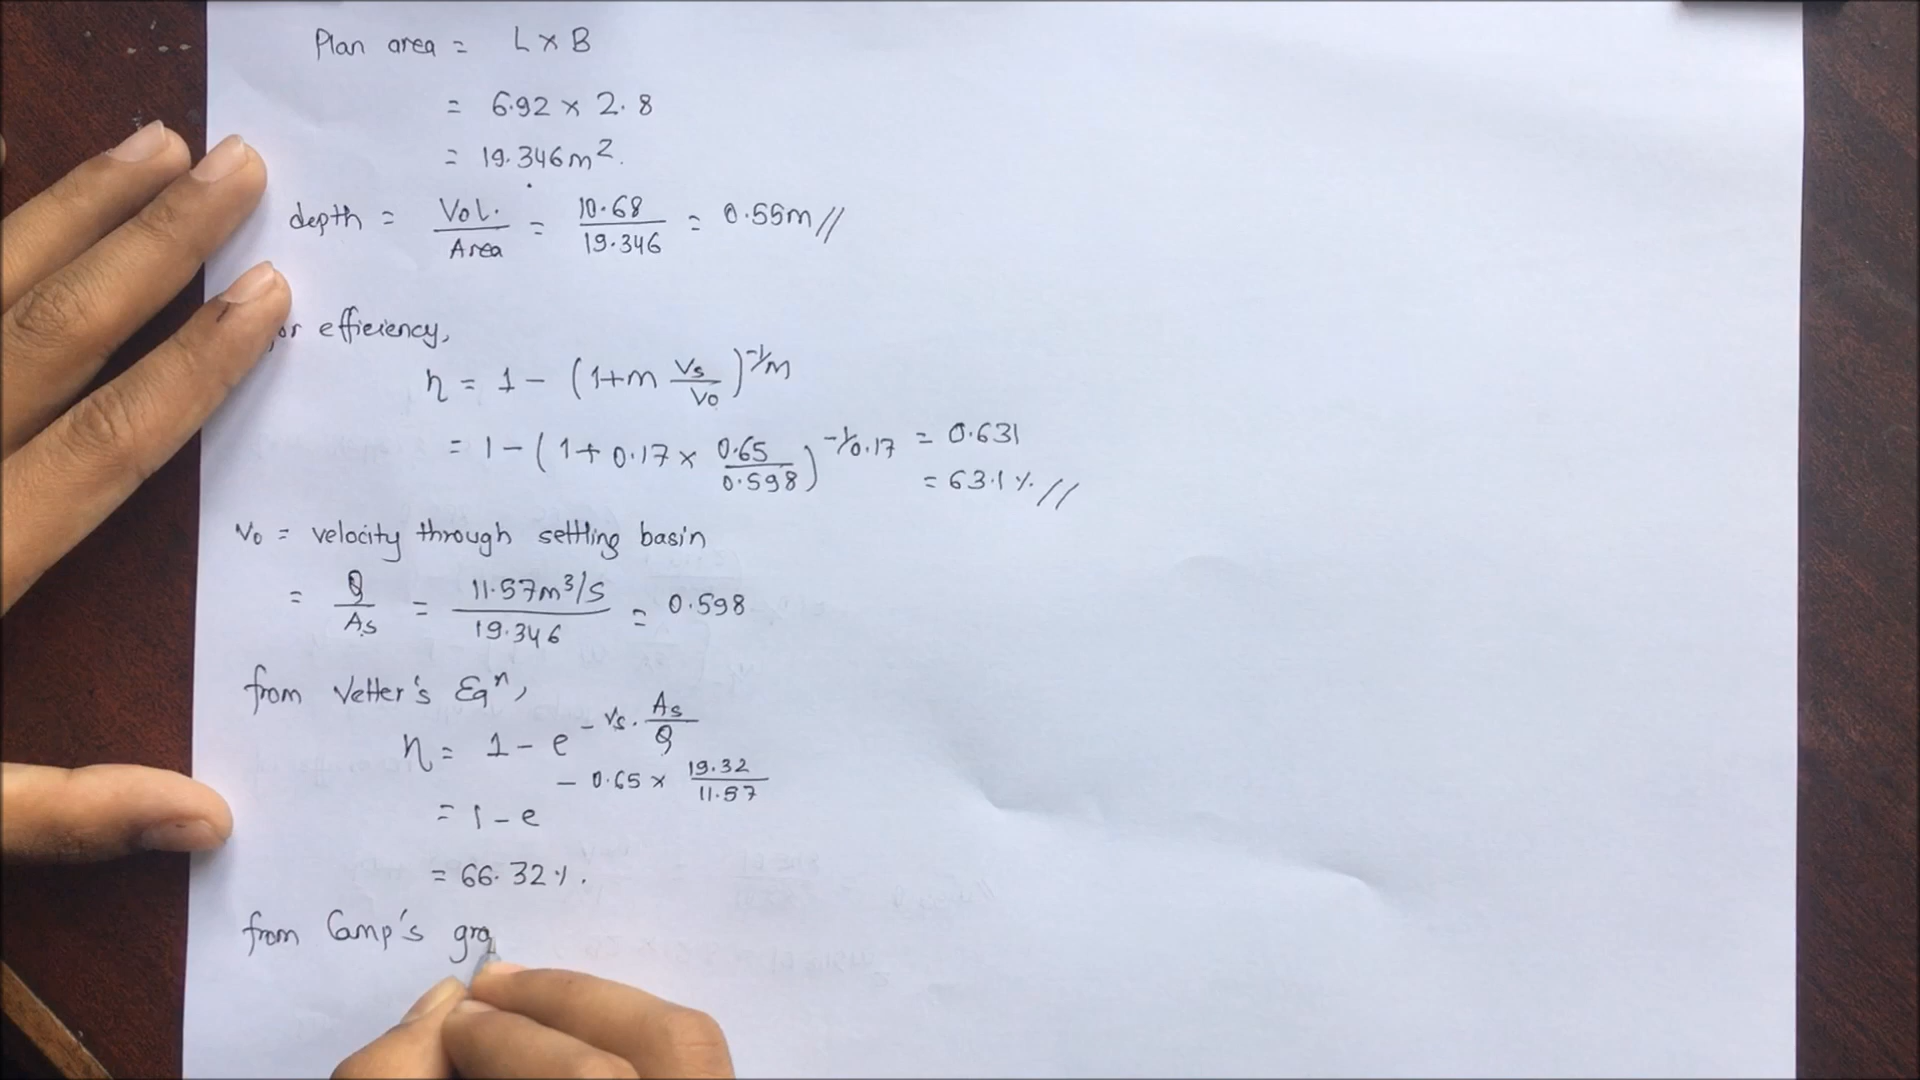 Plan area = L × B
= 6.92 × 2.8
= 19.346m².
depth = Vol./Area = 10.68/19.346 = 0.55m //
or efficiency,
η = 1 - (1+m Vs/Vo)^-1/m
= 1 - (1+ 0.17 × 0.65/0.598)^-1/0.17 = 0.631
= 63.1 %. //
Vo = velocity through settling basin
= Q/As = 11.57m³/s / 19.346 = 0.598
from Vetter's Eqⁿ,
η = 1 - e^- Vs. As/Q
= 1 - e^- 0.65 × 19.32/11.57
= 66.32 %.
from Camp's gra